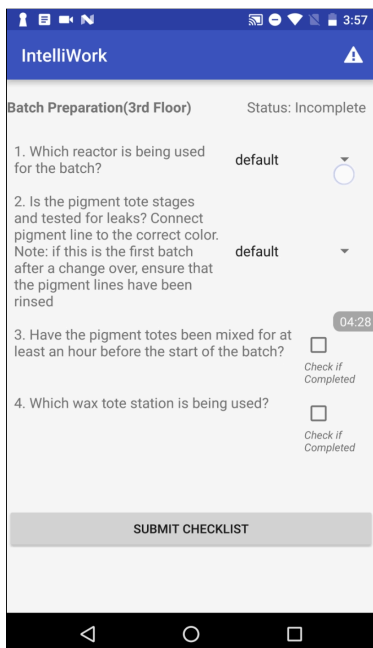 3:57
IntelliWork
Batch Preparation(3rd Floor) Status: Incomplete
1. Which reactor is being used
for the batch?
default
2. Is the pigment tote stages
and tested for leaks? Connect
pigment line to the correct color.
Note: if this is the first batch
after a change over, ensure that
the pigment lines have been
rinsed
default
04:28
3. Have the pigment totes been mixed for at
least an hour before the start of the batch?
Check if
Completed
4. Which wax tote station is being used?
Check if
Completed
SUBMIT CHECKLIST